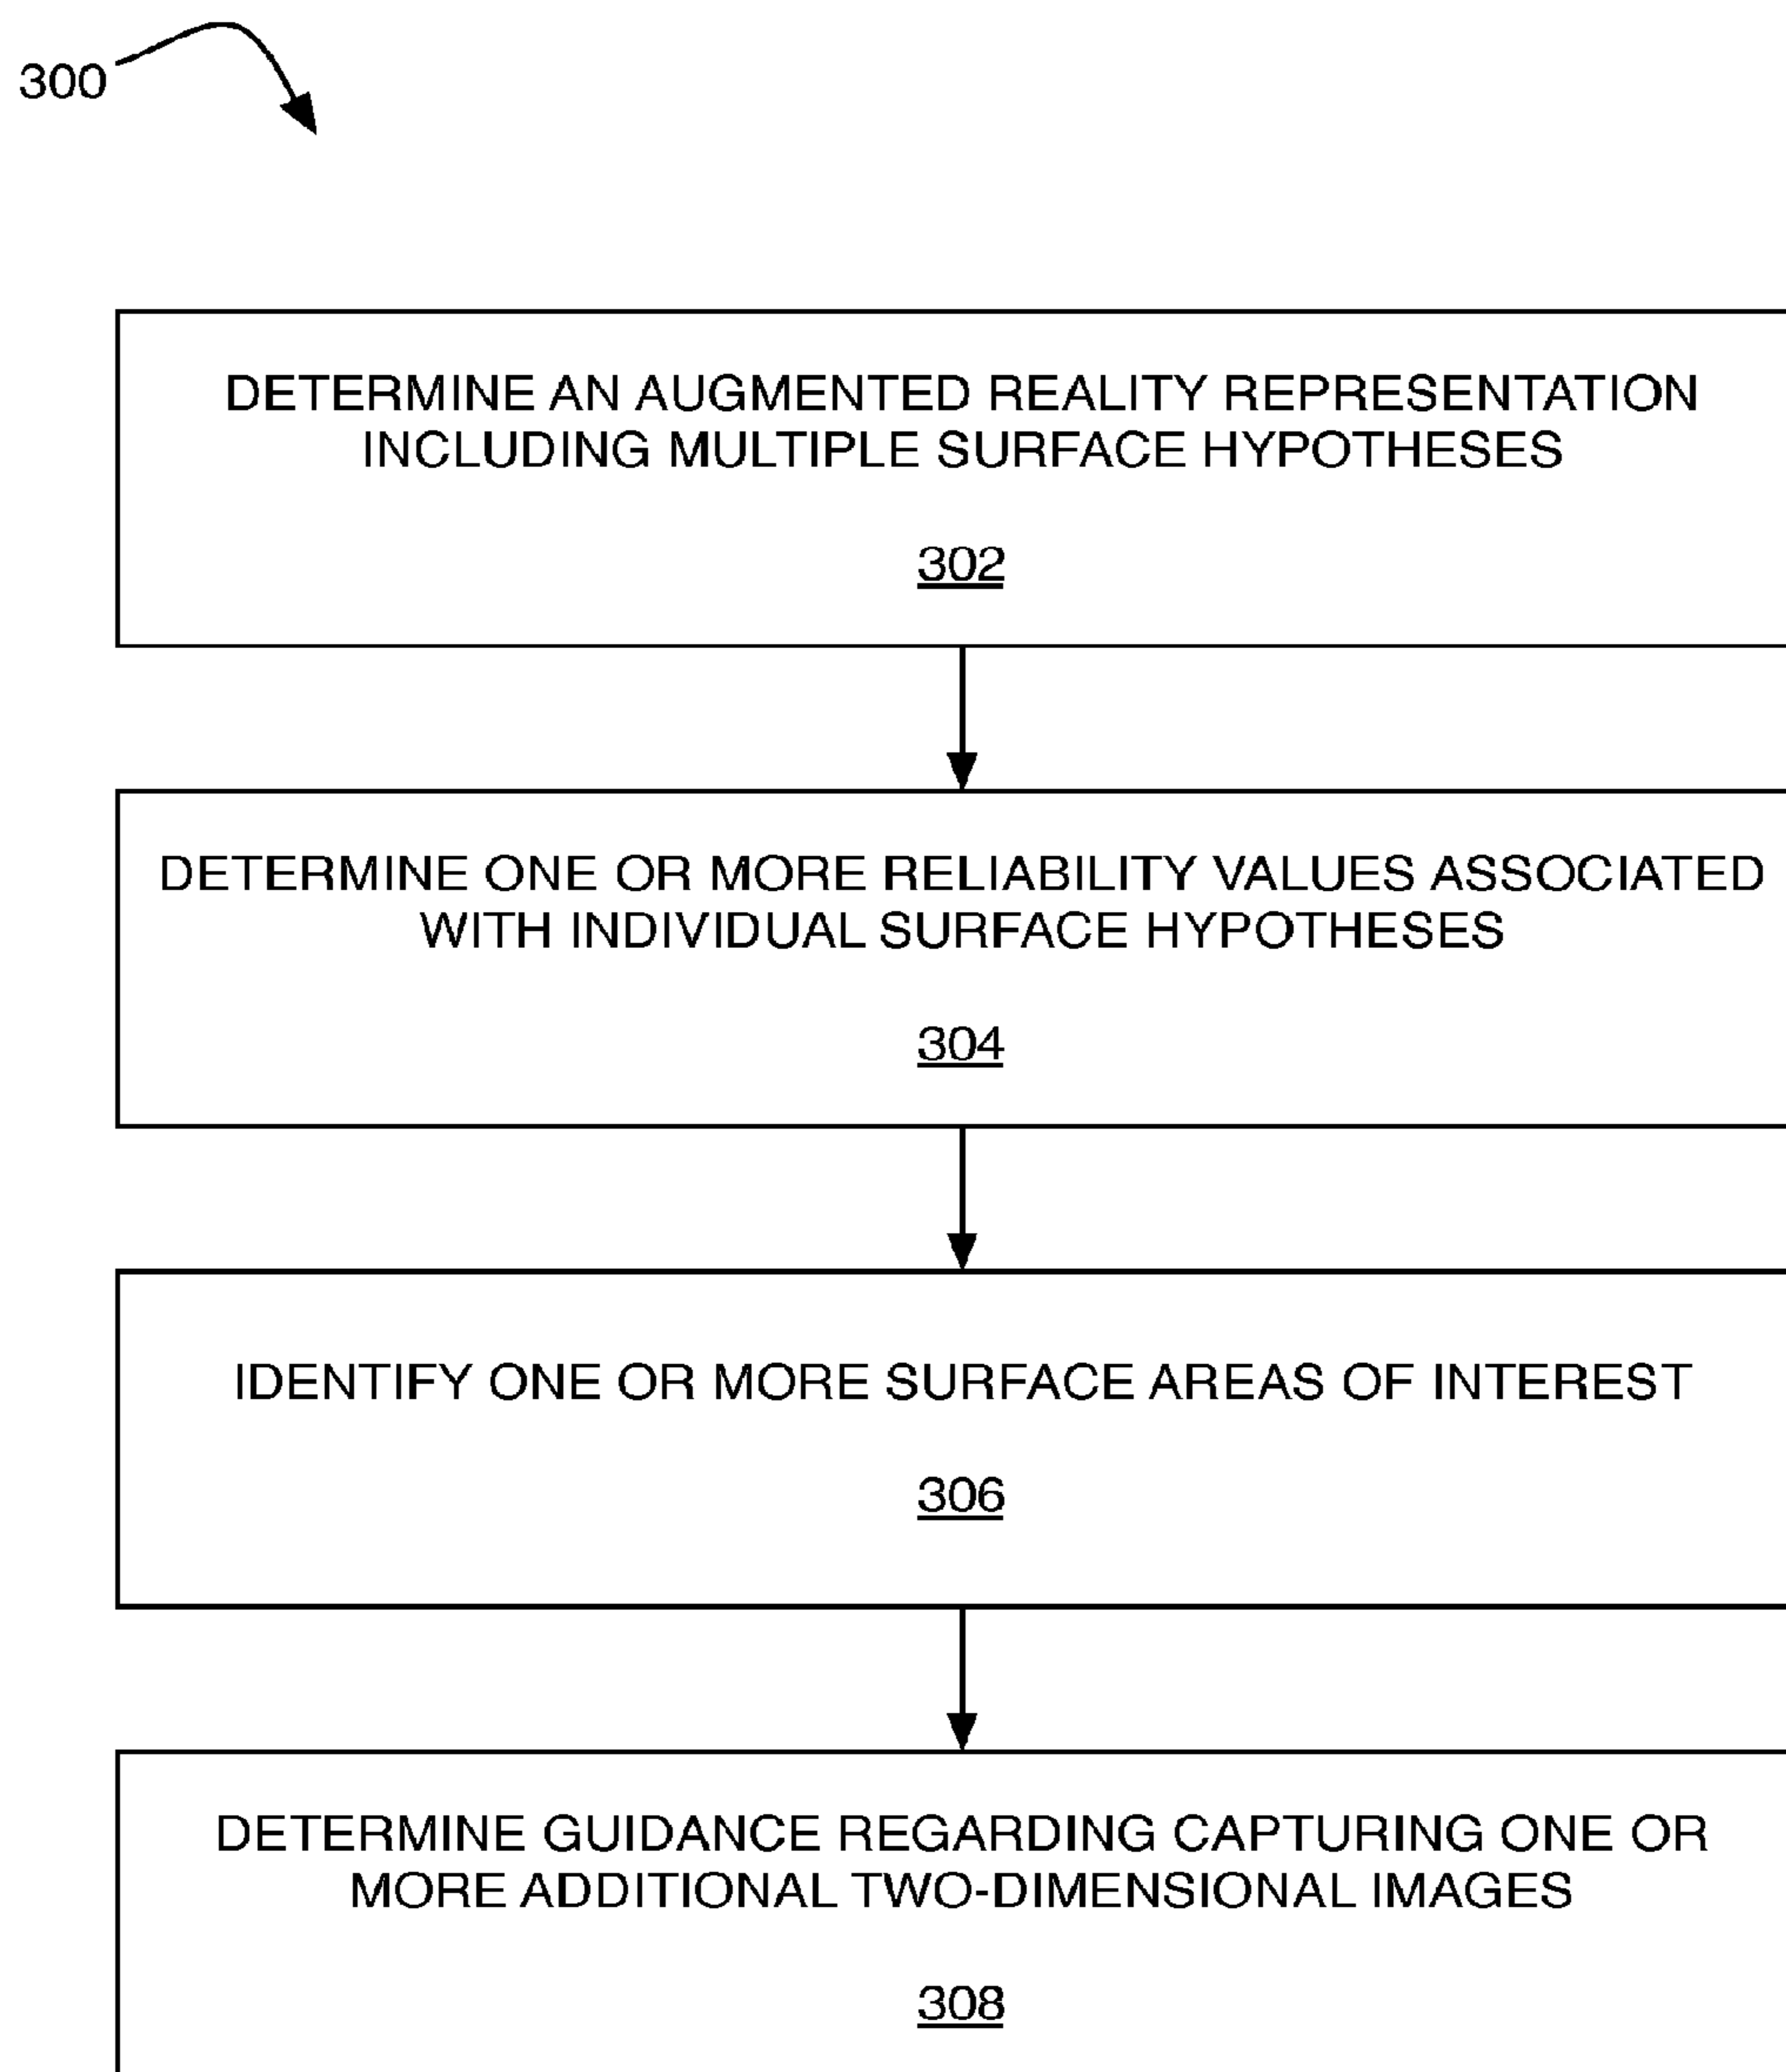 300
DETERMINE AN AUGMENTED REALITY REPRESENTATION
INCLUDING MULTIPLE SURFACE HYPOTHESES
302
DETERMINE ONE OR MORE RELIABILITY VALUES ASSOCIATED
WITH INDIVIDUAL SURFACE HYPOTHESES
304
IDENTIFY ONE OR MORE SURFACE AREAS OF INTEREST
306
DETERMINE GUIDANCE REGARDING CAPTURING ONE OR
MORE ADDITIONAL TWO-DIMENSIONAL IMAGES
308